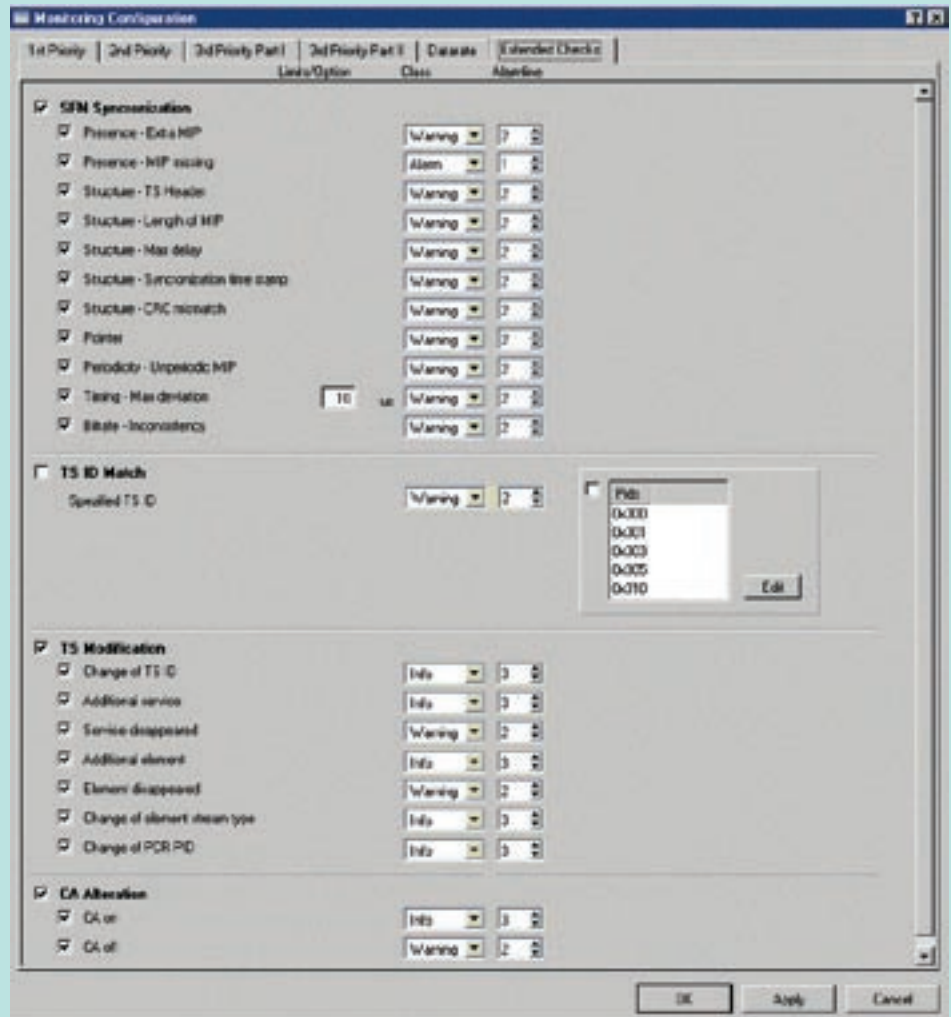 Monitoring Configuration
1st Priority 2nd Priority 3rd Priority Part I 3rd Priority Part II Datarate Extended Checks
Limits/Option Class Alarmline
SFN Syncronization
Presence - Extra MIP Warning 2
Presence - MIP missing Alarm 1
Structure - TS Header Warning 2
Structure - Length of MIP Warning 2
Structure - Max delay Warning 2
Structure - Syncronization time stamp Warning 2
Structure - CRC mismatch Warning 2
Pointer Warning 2
Periodicity - Unperiodic MIP Warning 2
Timing - Max deviation 10 us Warning 2
Bitrate - Inconsistency Warning 2
TS ID Match
Specified TS ID Warning 2
Pids
0x000
0x001
0x003
0x005
0x010
Edit
TS Modification
Change of TS ID Info 3
Additional service Info 3
Service disappeared Warning 2
Additional element Info 3
Element disappeared Warning 2
Change of element stream type Info 3
Change of PCR PID Info 3
CA Alteration
CA on Info 3
CA off Warning 2
OK Apply Cancel